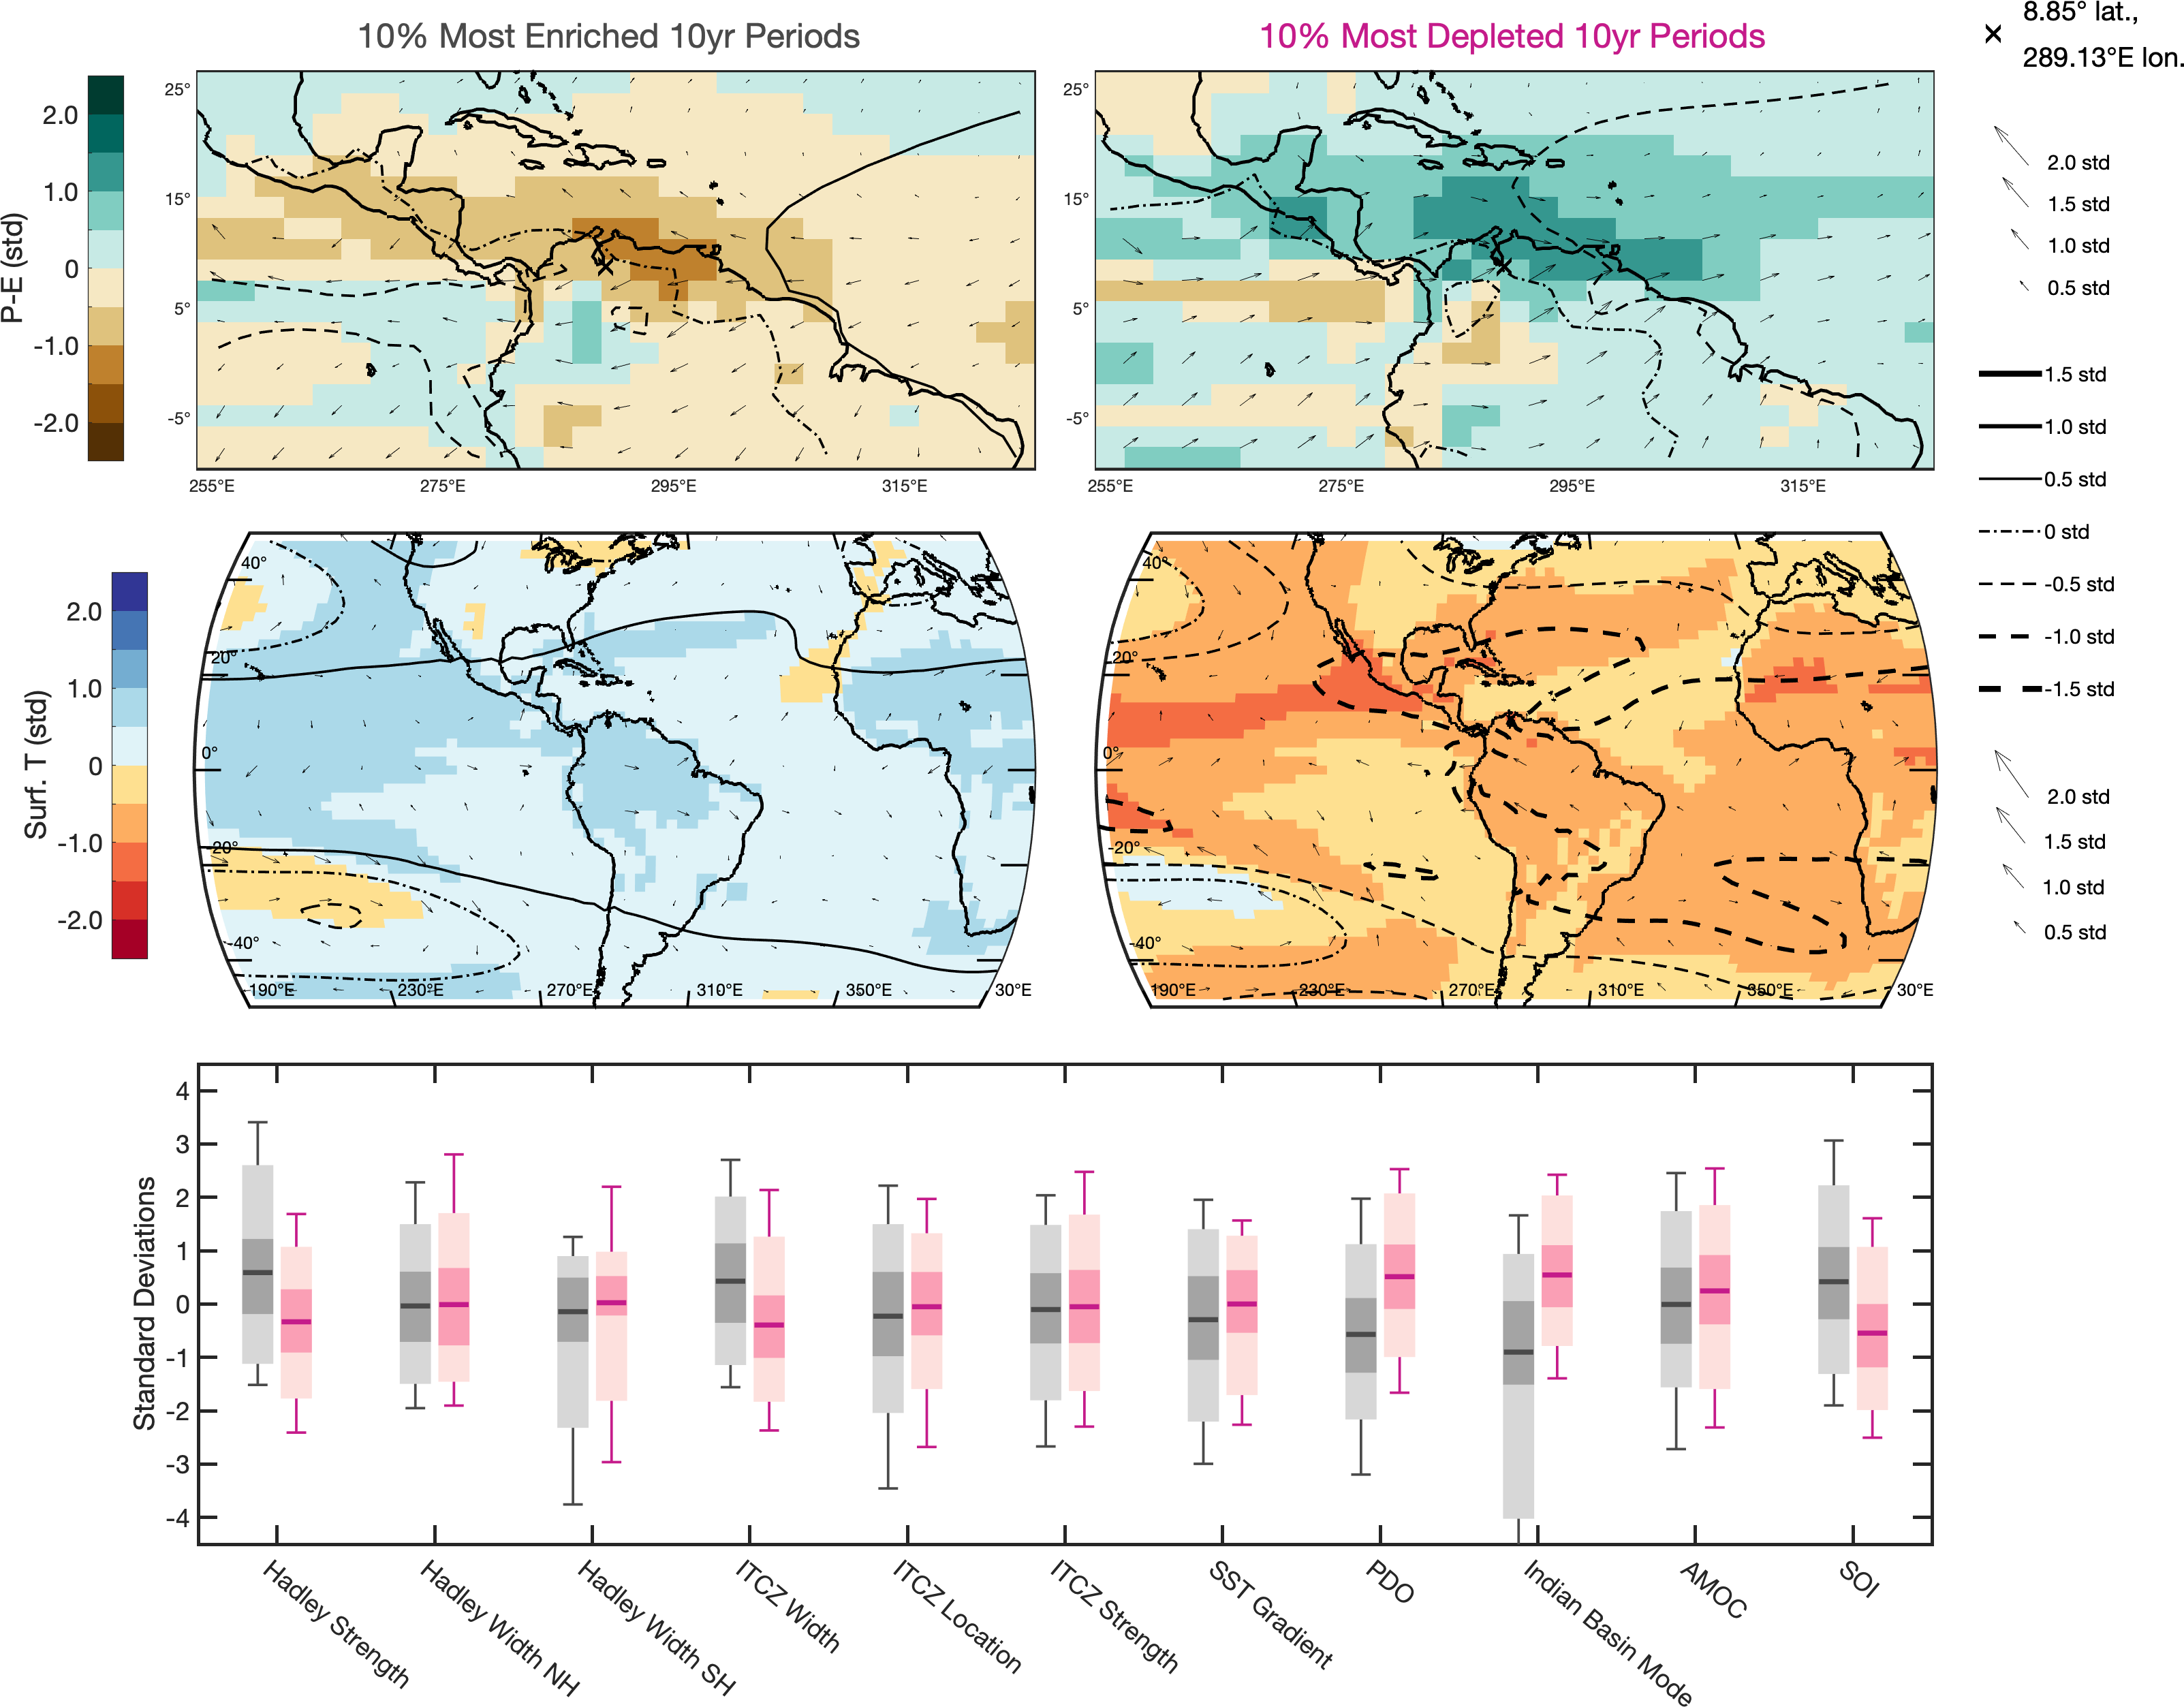 10% Most Enriched 10yr Periods
10% Most Depleted 10yr Periods
8.85° lat.,
289.13°E lon.
P-E (std)
2.0
1.0
0
-1.0
-2.0
25°
15°
5°
-5°
255°E
275°E
295°E
315°E
25°
15°
5°
-5°
255°E
275°E
295°E
315°E
2.0 std
1.5 std
1.0 std
0.5 std
1.5 std
1.0 std
0.5 std
0 std
-0.5 std
-1.0 std
-1.5 std
Surf. T (std)
2.0
1.0
0
-1.0
-2.0
40°
20°
0°
-20°
-40°
190°E
230°E
270°E
310°E
350°E
30°E
40°
20°
0°
-20°
-40°
190°E
230°E
270°E
310°E
350°E
30°E
2.0 std
1.5 std
1.0 std
0.5 std
Standard Deviations
4
3
2
1
0
-1
-2
-3
-4
Hadley Strength
Hadley Width NH
Hadley Width SH
ITCZ Width
ITCZ Location
ITCZ Strength
SST Gradient
PDO
Indian Basin Mode
AMOC
SOI